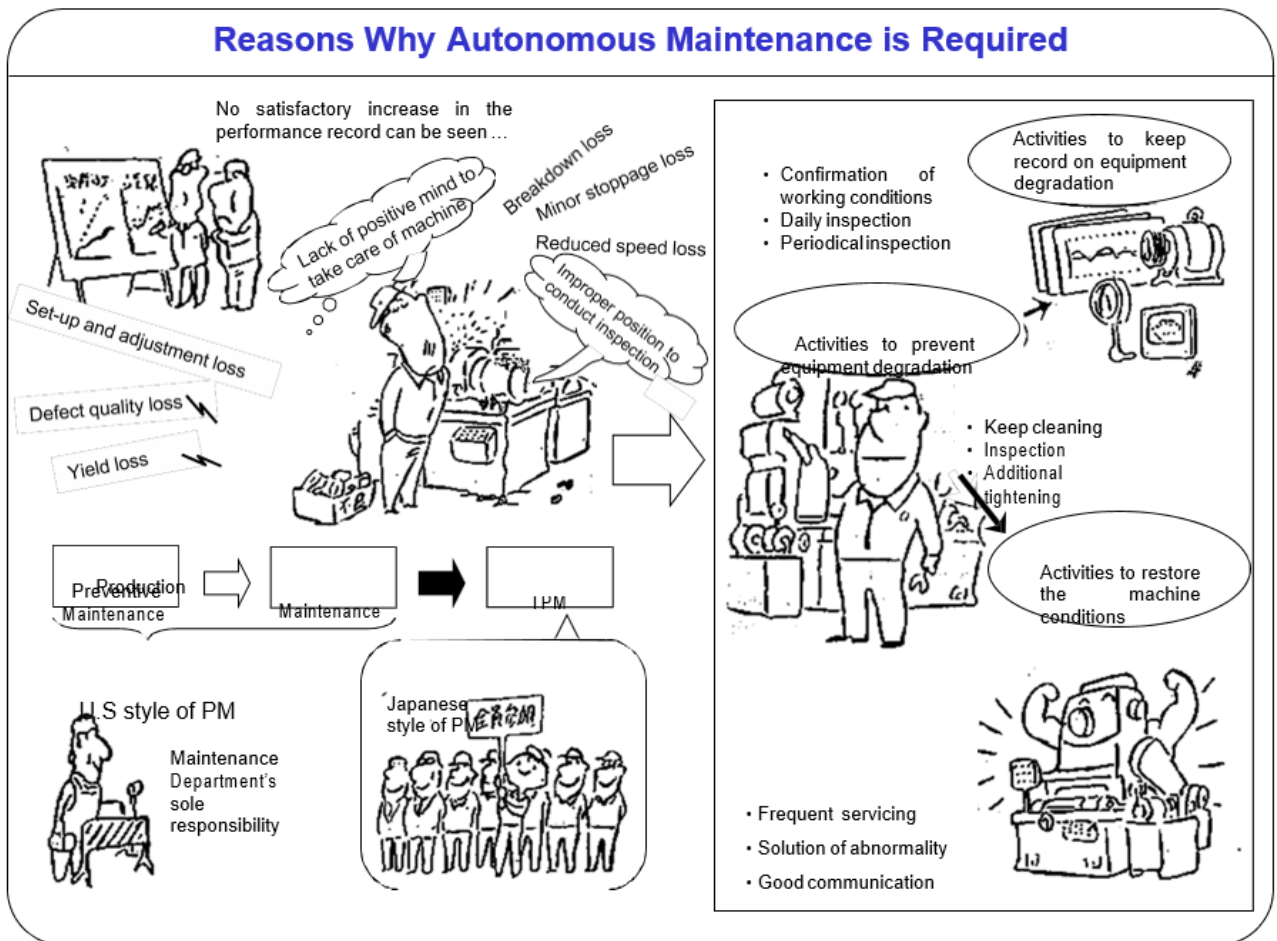 Reasons Why Autonomous Maintenance is Required
No satisfactory increase in the
performance record can be seen ...
Lack of positive mind to
take care of machine
Breakdown loss
Minor stoppage loss
Reduced speed loss
Improper position to
conduct inspection
Set-up and adjustment loss
Defect quality loss
Yield loss
Preventive
Maintenance
Production
Maintenance
TPM
U.S style of PM
Maintenance
Department's
sole
responsibility
Japanese
style of PM
• Confirmation of
working conditions
• Daily inspection
• Periodical inspection
Activities to keep
record on equipment
degradation
Activities to prevent
equipment degradation
• Keep cleaning
• Inspection
• Additional
tightening
Activities to restore
the machine
conditions
• Frequent servicing
• Solution of abnormality
• Good communication